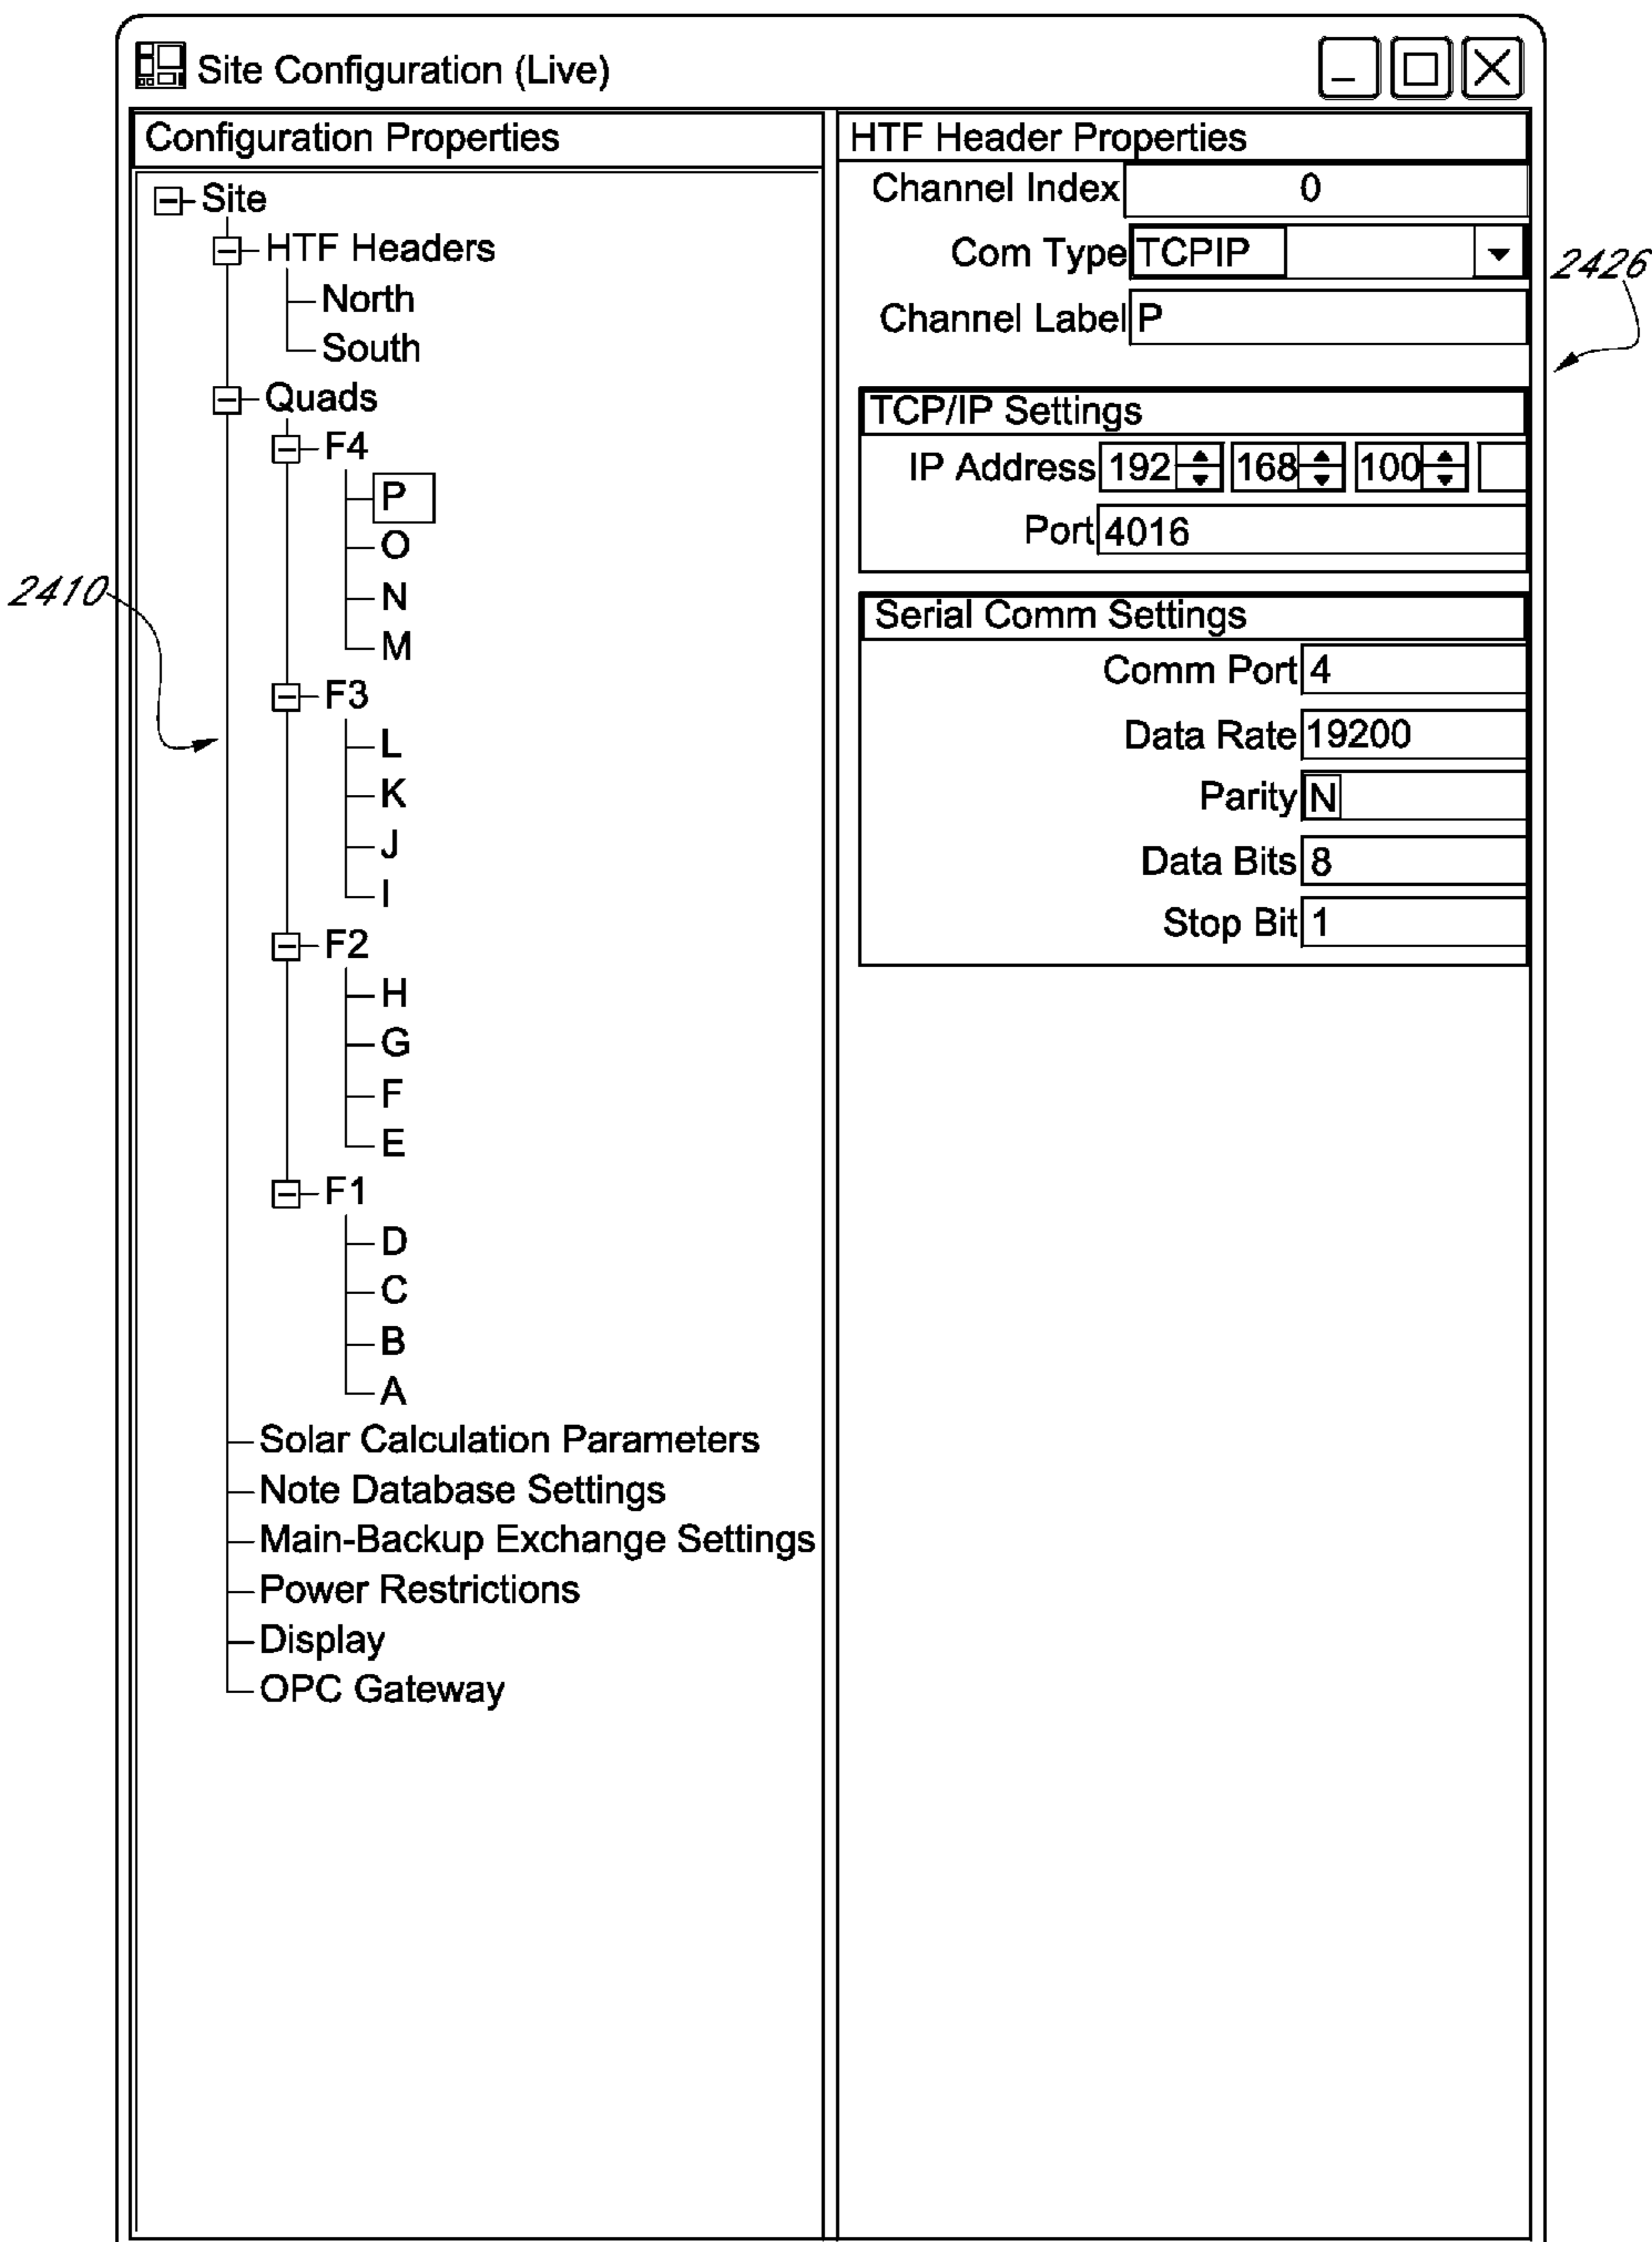 Site Configuration (Live)
Configuration Properties
Site
HTF Headers
North
South
Quads
F4
P
O
N
M
F3
L
K
J
I
F2
H
G
F
E
F1
D
C
B
A
Solar Calculation Parameters
Note Database Settings
Main-Backup Exchange Settings
Power Restrictions
Display
OPC Gateway
2410
HTF Header Properties
Channel Index 0
Com Type TCPIP
Channel Label P
TCP/IP Settings
IP Address 192 168 100
Port 4016
Serial Comm Settings
Comm Port 4
Data Rate 19200
Parity N
Data Bits 8
Stop Bit 1
2426